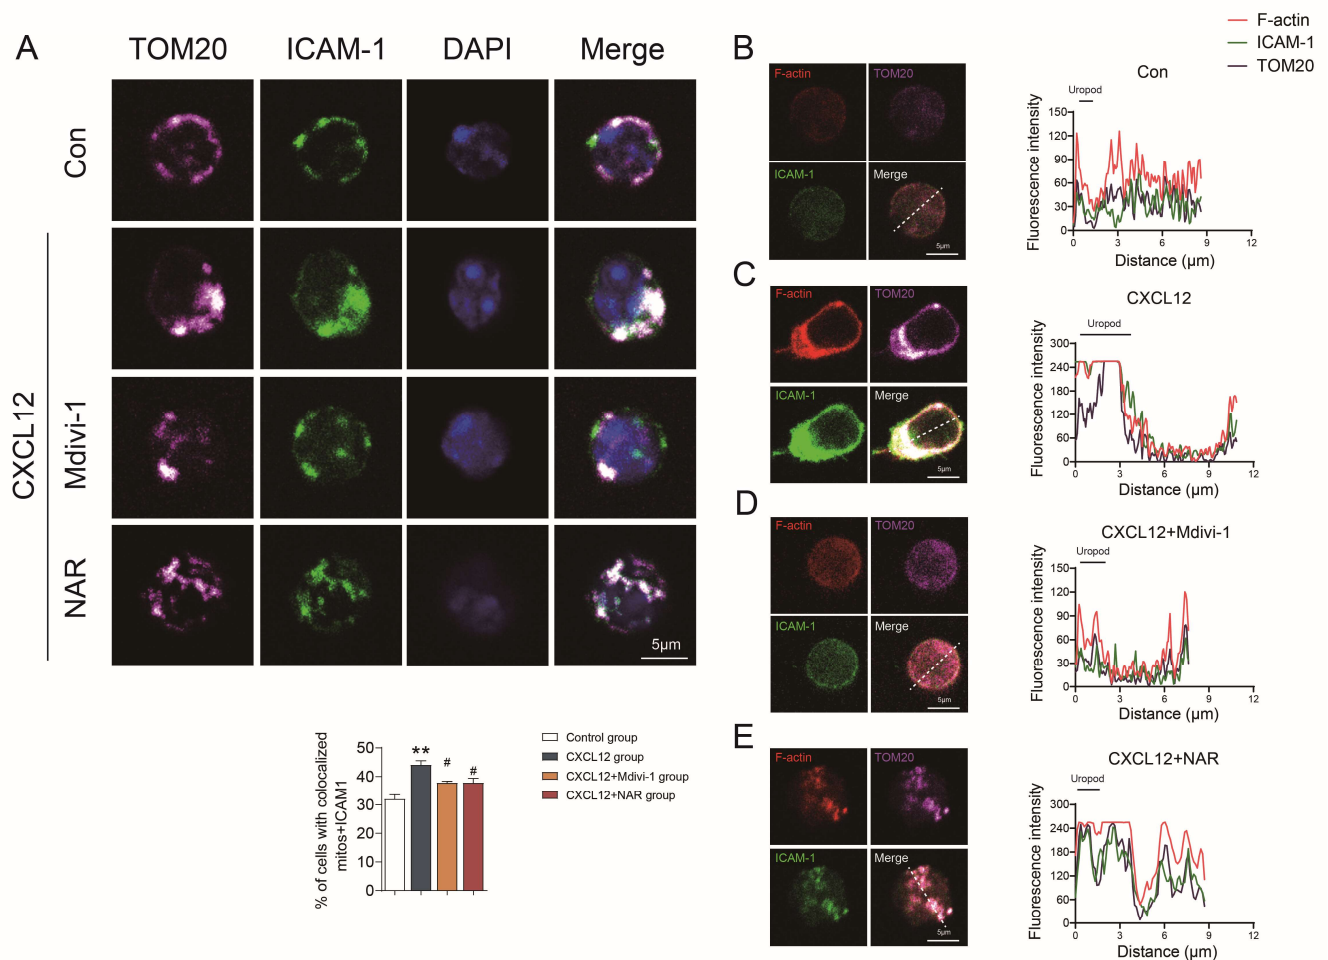 A
TOM20 ICAM-1 DAPI Merge
Con
CXCL12
Mdivi-1
NAR
5μm
% of cells with colocalized
mitos+ICAM1
50
40
30
20
10
0
**
#
#
Control group
CXCL12 group
CXCL12+Mdivi-1 group
CXCL12+NAR group
F-actin
ICAM-1
TOM20
B
F-actin TOM20
ICAM-1 Merge
5μm
Con
Uropod
Fluorescence intensity
150
120
90
60
30
0
0 3 6 9 12
Distance (μm)
C
F-actin TOM20
ICAM-1 Merge
5μm
CXCL12
Uropod
Fluorescence intensity
300
240
180
120
60
0
0 3 6 9 12
Distance (μm)
D
F-actin TOM20
ICAM-1 Merge
5μm
CXCL12+Mdivi-1
Uropod
Fluorescence intensity
150
120
90
60
30
0
0 3 6 9 12
Distance (μm)
E
F-actin TOM20
ICAM-1 Merge
5μm
CXCL12+NAR
Uropod
Fluorescence intensity
300
240
180
120
60
0
0 3 6 9 12
Distance (μm)